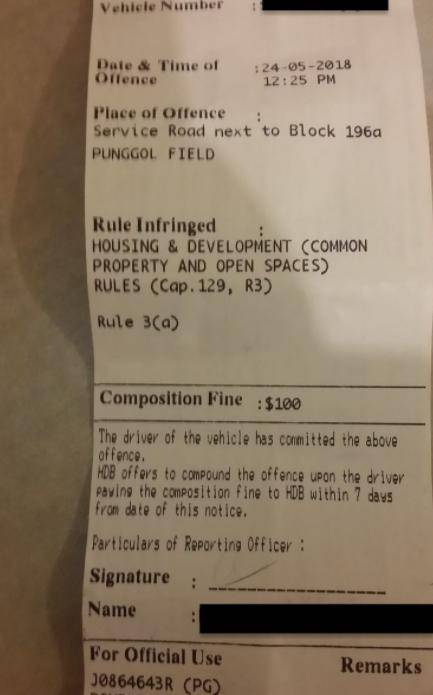 Vehicle Number :
Date & Time of :24-05-2018
Offence 12:25 PM
Place of Offence :
Service Road next to Block 196a
PUNGGOL FIELD
Rule Infringed :
HOUSING & DEVELOPMENT (COMMON
PROPERTY AND OPEN SPACES)
RULES (Cap.129, R3)
Rule 3(a)
Composition Fine :$100
The driver of the vehicle has committed the above
offence.
HDB offers to compound the offence upon the driver
paying the composition fine to HDB within 7 days
from date of this notice.
Particulars of Reporting Officer :
Signature :
Name :
For Official Use Remarks
J0864643R (PG)